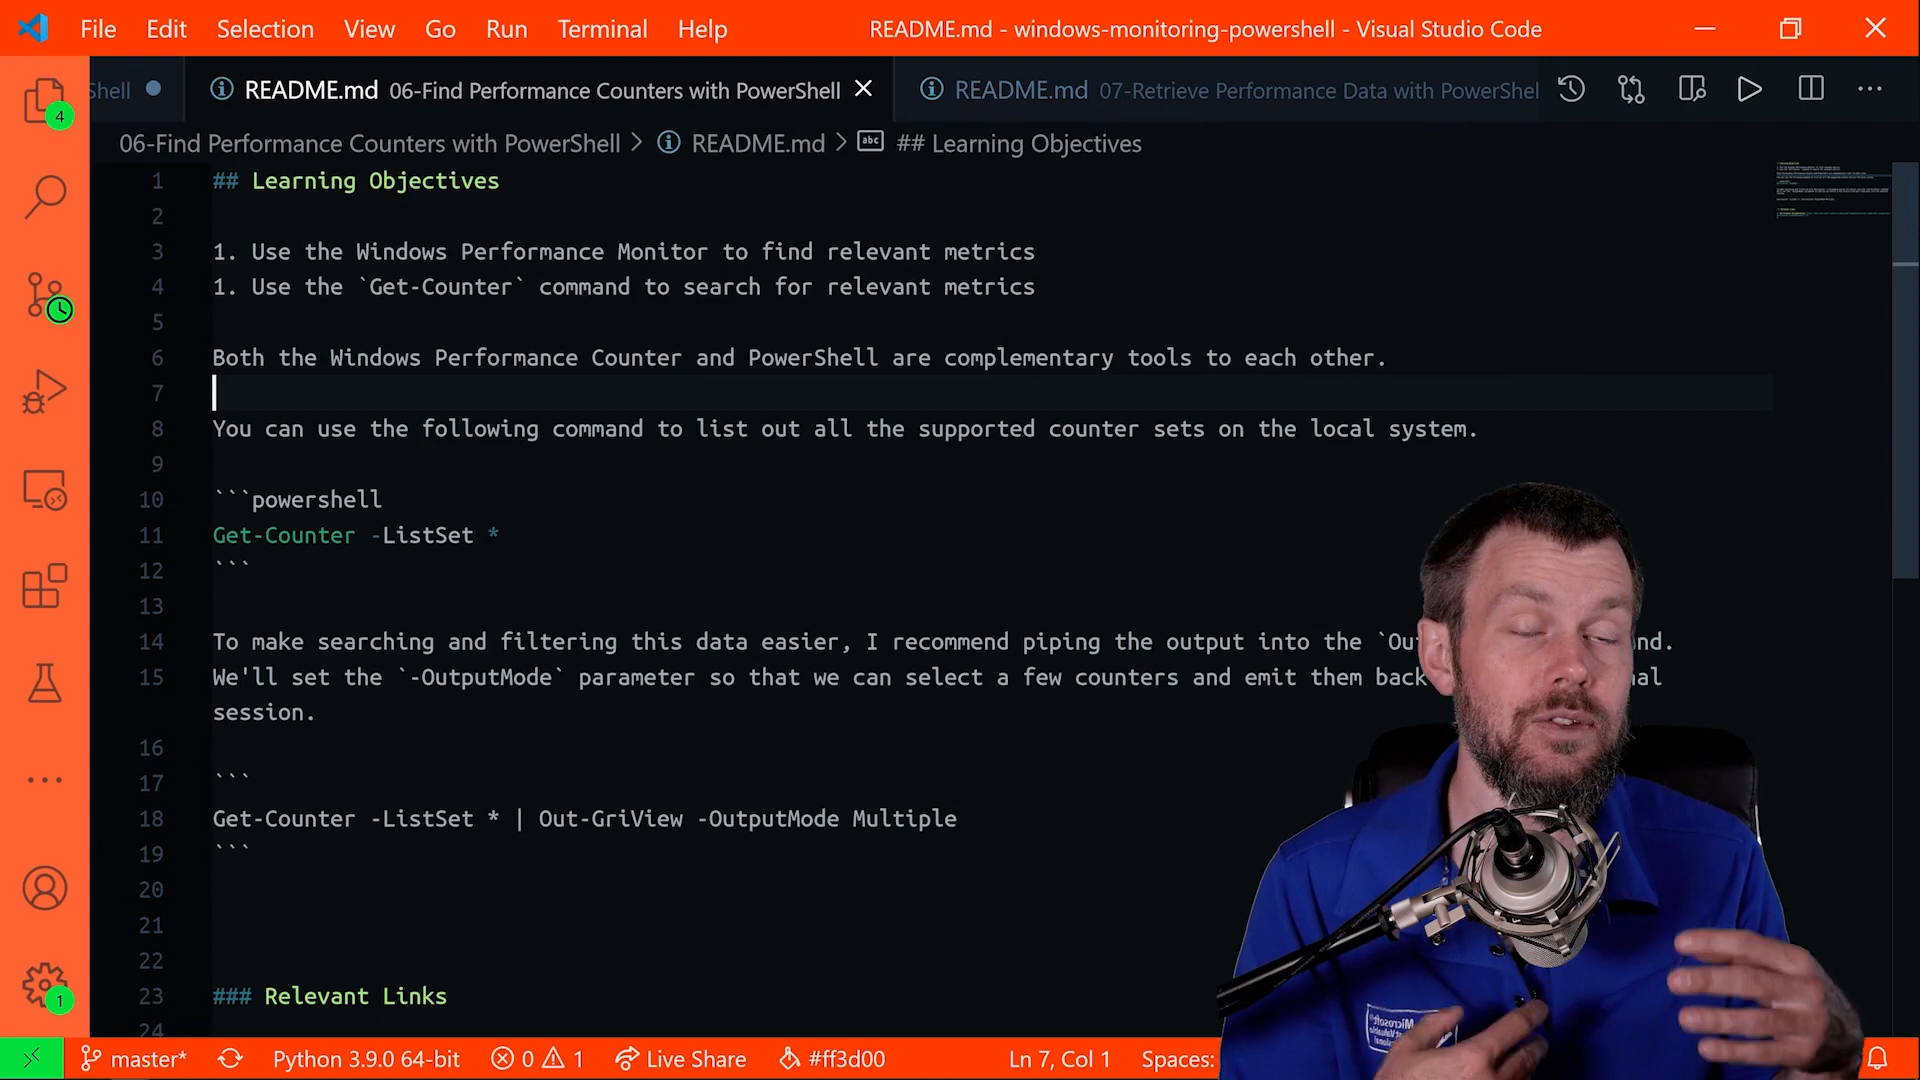 File Edit Selection View Go Run Terminal Help README.md - windows-monitoring-powershell - Visual Studio Code
Shell README.md 06-Find Performance Counters with PowerShell README.md 07-Retrieve Performance Data with PowerShel
4
06-Find Performance Counters with PowerShell > README.md > abc ## Learning Objectives
1 ## Learning Objectives
2
3 1. Use the Windows Performance Monitor to find relevant metrics
4 1. Use the `Get-Counter` command to search for relevant metrics
5
6 Both the Windows Performance Counter and PowerShell are complementary tools to each other.
7
8 You can use the following command to list out all the supported counter sets on the local system.
9
10 ```powershell
11 Get-Counter -ListSet *
12 ```
13
14 To make searching and filtering this data easier, I recommend piping the output into the `Ou nd.
15 We'll set the `-OutputMode` parameter so that we can select a few counters and emit them back nal
session.
16
17 ```
18 Get-Counter -ListSet * | Out-GriView -OutputMode Multiple
19 ```
20
21
22
23 ### Relevant Links
24
1
master* Python 3.9.0 64-bit 0 1 Live Share #ff3d00 Ln 7, Col 1 Spaces:
Microsoft